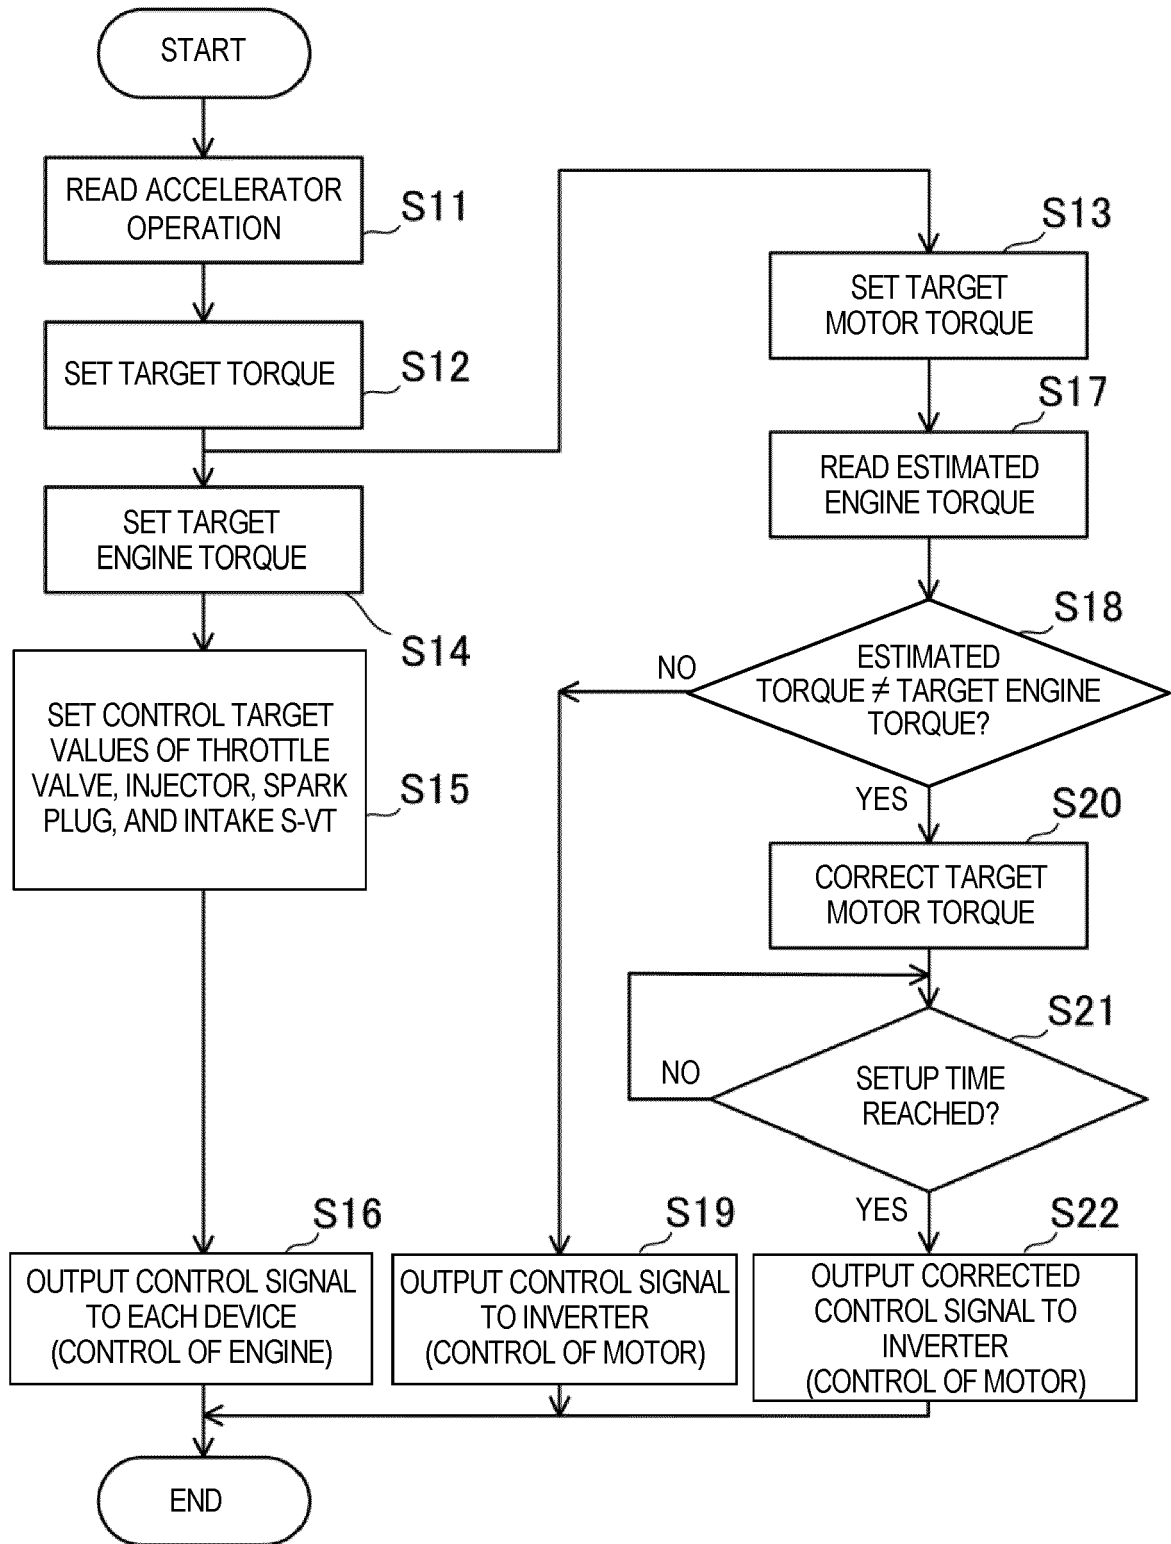 START
READ ACCELERATOR
OPERATION
S11
SET TARGET TORQUE
S12
SET TARGET
ENGINE TORQUE
S14
SET CONTROL TARGET
VALUES OF THROTTLE
VALVE, INJECTOR, SPARK
PLUG, AND INTAKE S-VT
S15
S16
OUTPUT CONTROL SIGNAL
TO EACH DEVICE
(CONTROL OF ENGINE)
END
S13
SET TARGET
MOTOR TORQUE
S17
READ ESTIMATED
ENGINE TORQUE
S18
ESTIMATED
TORQUE ≠ TARGET ENGINE
TORQUE?
NO
YES
S19
OUTPUT CONTROL SIGNAL
TO INVERTER
(CONTROL OF MOTOR)
S20
CORRECT TARGET
MOTOR TORQUE
S21
SETUP TIME
REACHED?
NO
YES
S22
OUTPUT CORRECTED
CONTROL SIGNAL TO
INVERTER
(CONTROL OF MOTOR)